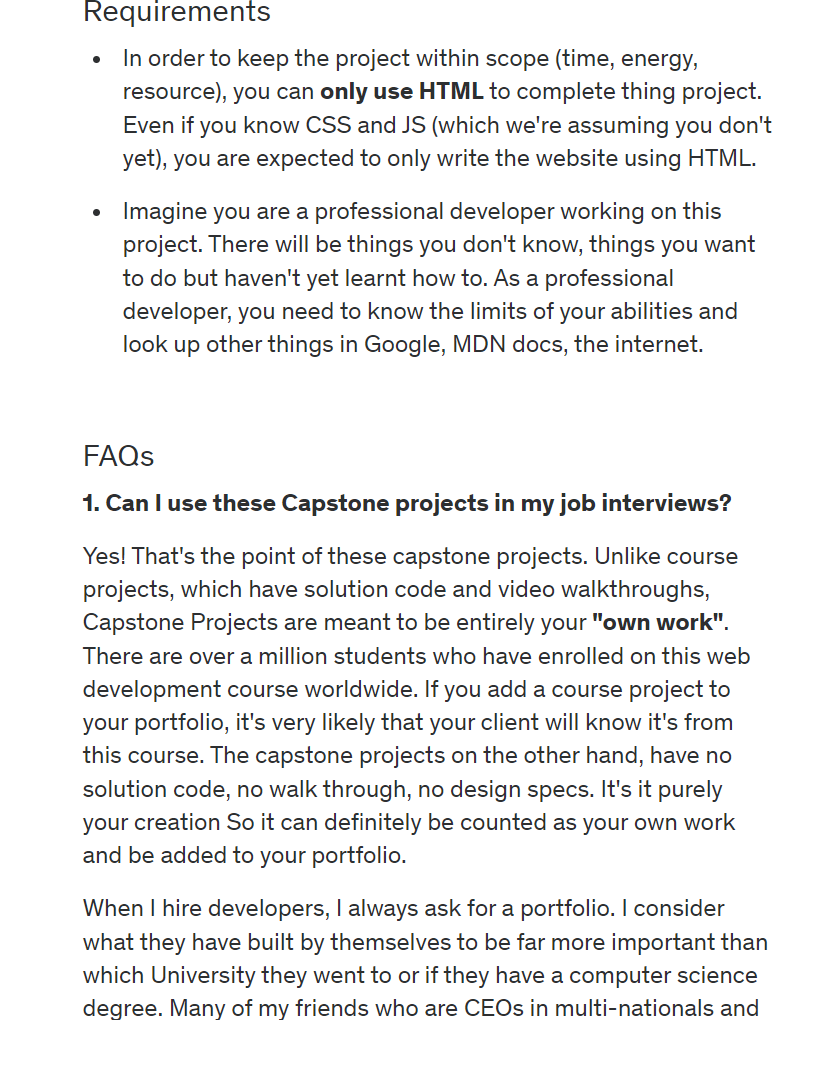 Requirements
• In order to keep the project within scope (time, energy,
resource), you can only use HTML to complete thing project.
Even if you know CSS and JS (which we're assuming you don't
yet), you are expected to only write the website using HTML.
• Imagine you are a professional developer working on this
project. There will be things you don't know, things you want
to do but haven't yet learnt how to. As a professional
developer, you need to know the limits of your abilities and
look up other things in Google, MDN docs, the internet.
FAQs
1. Can I use these Capstone projects in my job interviews?
Yes! That's the point of these capstone projects. Unlike course
projects, which have solution code and video walkthroughs,
Capstone Projects are meant to be entirely your "own work".
There are over a million students who have enrolled on this web
development course worldwide. If you add a course project to
your portfolio, it's very likely that your client will know it's from
this course. The capstone projects on the other hand, have no
solution code, no walk through, no design specs. It's it purely
your creation So it can definitely be counted as your own work
and be added to your portfolio.
When I hire developers, I always ask for a portfolio. I consider
what they have built by themselves to be far more important than
which University they went to or if they have a computer science
degree. Many of my friends who are CEOs in multi-nationals and